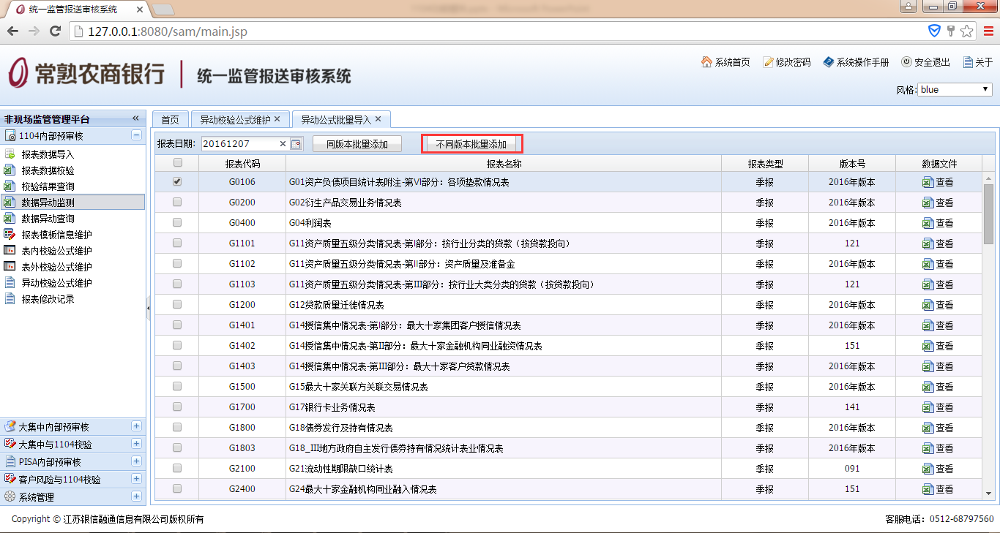 统一监管报送审核系统
127.0.0.1:8080/sam/main.jsp
常熟农商银行 统一监管报送审核系统
系统首页 修改密码 系统操作手册 安全退出 关于
风格: blue
非现场监管管理平台
首页 异动校验公式维护 异动公式批量导入
1104内部预审核
报表数据导入
报表数据校验
校验结果查询
数据异动监测
数据异动查询
报表模板信息维护
表内校验公式维护
表外校验公式维护
异动校验公式维护
报表修改记录
大集中内部预审核
大集中与1104校验
PISA内部预审核
客户风险与1104校验
系统管理
报表日期: 20161207 同版本批量添加 不同版本批量添加
报表代码 报表名称 报表类型 版本号 数据文件
G0106 G01资产负债项目统计表附注-第VI部分：各项垫款情况表 季报 2016年版本 查看
G0200 G02衍生产品交易业务情况表 季报 2016年版本 查看
G0400 G04利润表 季报 2016年版本 查看
G1101 G11资产质量五级分类情况表-第I部分：按行业分类的贷款（按贷款投向） 季报 121 查看
G1102 G11资产质量五级分类情况表-第II部分：资产质量及准备金 季报 2016年版本 查看
G1103 G11资产质量五级分类情况表-第III部分：按行业大类分类的贷款（按贷款投向） 季报 121 查看
G1200 G12贷款质量迁徙情况表 季报 2016年版本 查看
G1401 G14授信集中情况表-第I部分：最大十家集团客户授信情况表 季报 2016年版本 查看
G1402 G14授信集中情况表-第II部分：最大十家金融机构同业融资情况表 季报 151 查看
G1403 G14授信集中情况表-第III部分：最大十家客户贷款情况表 季报 2016年版本 查看
G1500 G15最大十家关联方关联交易情况表 季报 2016年版本 查看
G1700 G17银行卡业务情况表 季报 141 查看
G1800 G18债券发行及持有情况表 季报 2016年版本 查看
G1803 G18_III地方政府自主发行债券持有情况统计表业情况表 季报 2016年版本 查看
G2100 G21流动性期限缺口统计表 季报 091 查看
G2400 G24最大十家金融机构同业融入情况表 季报 151 查看
Copyright © 江苏银信融通信息有限公司版权所有 客服电话：0512-68797560